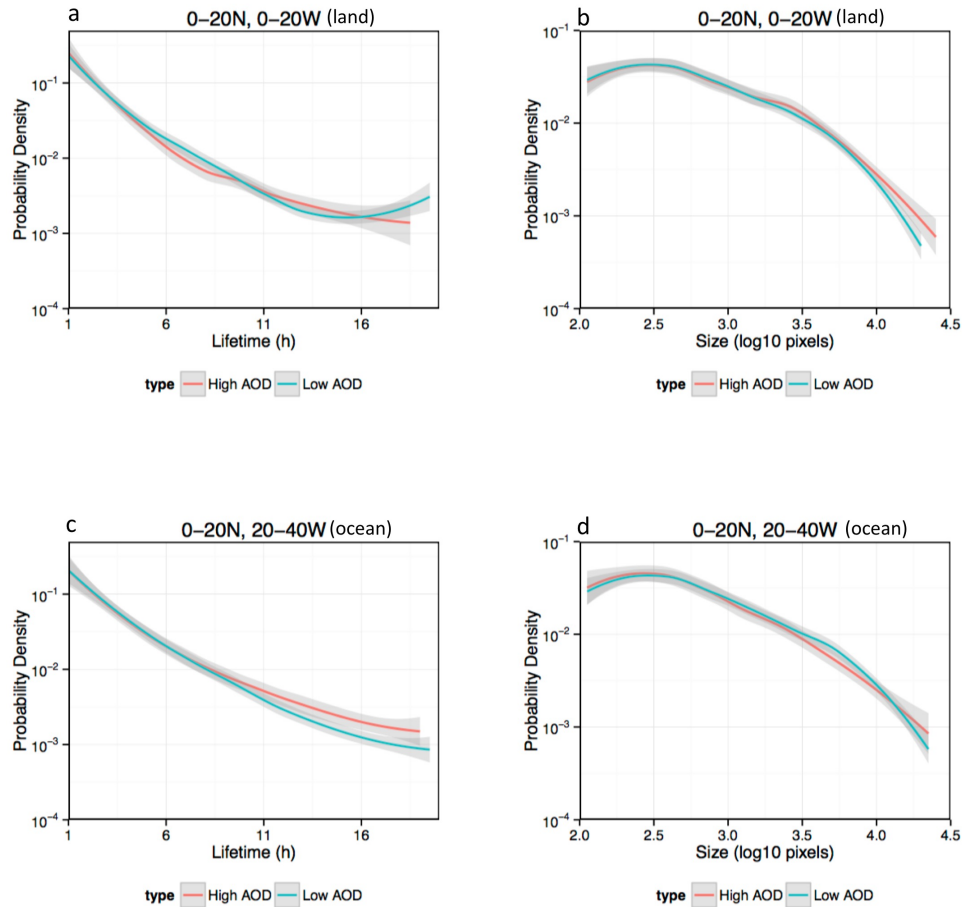 a
0–20N, 0–20W (land)
Probability Density
10⁻¹
10⁻²
10⁻³
10⁻⁴
1 6 11 16
Lifetime (h)
type High AOD Low AOD
b
0–20N, 0–20W (land)
Probability Density
10⁻¹
10⁻²
10⁻³
10⁻⁴
2.0 2.5 3.0 3.5 4.0 4.5
Size (log10 pixels)
type High AOD Low AOD
c
0–20N, 20–40W (ocean)
Probability Density
10⁻¹
10⁻²
10⁻³
10⁻⁴
1 6 11 16
Lifetime (h)
type High AOD Low AOD
d
0–20N, 20–40W (ocean)
Probability Density
10⁻¹
10⁻²
10⁻³
10⁻⁴
2.0 2.5 3.0 3.5 4.0 4.5
Size (log10 pixels)
type High AOD Low AOD